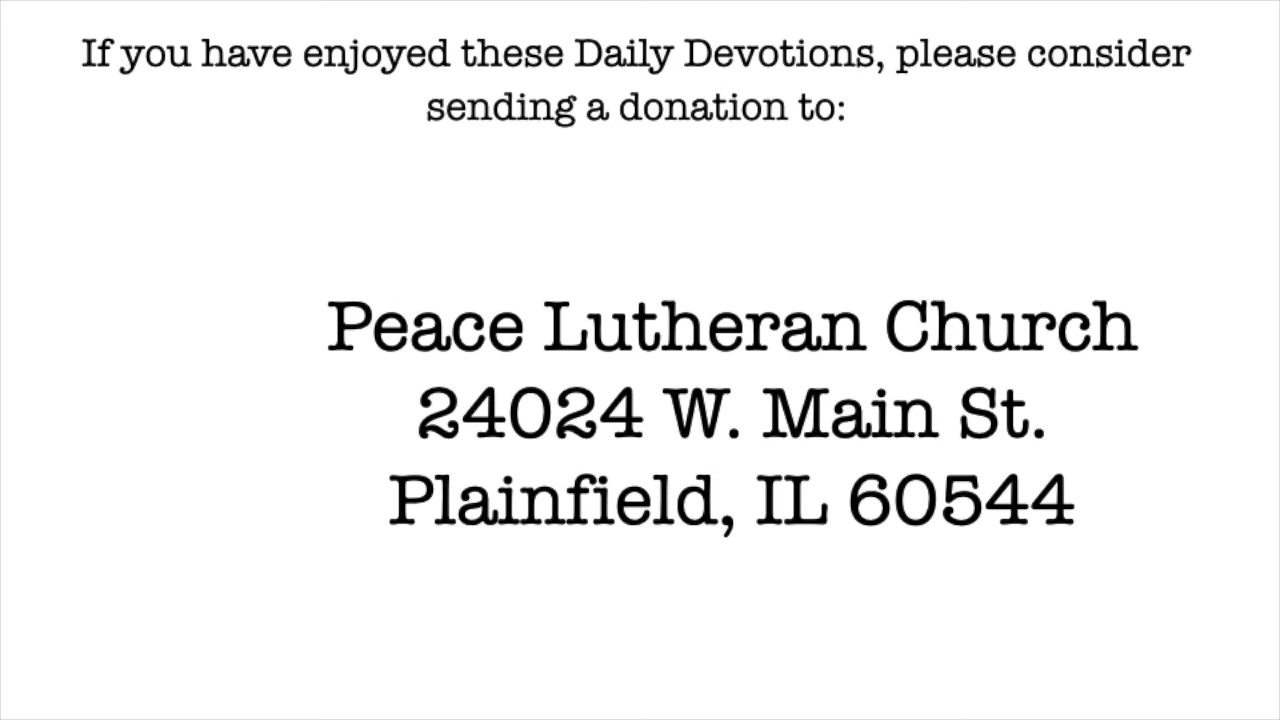 If you have enjoyed these Daily Devotions, please consider
sending a donation to:
Peace Lutheran Church
24024 W. Main St.
Plainfield, IL 60544